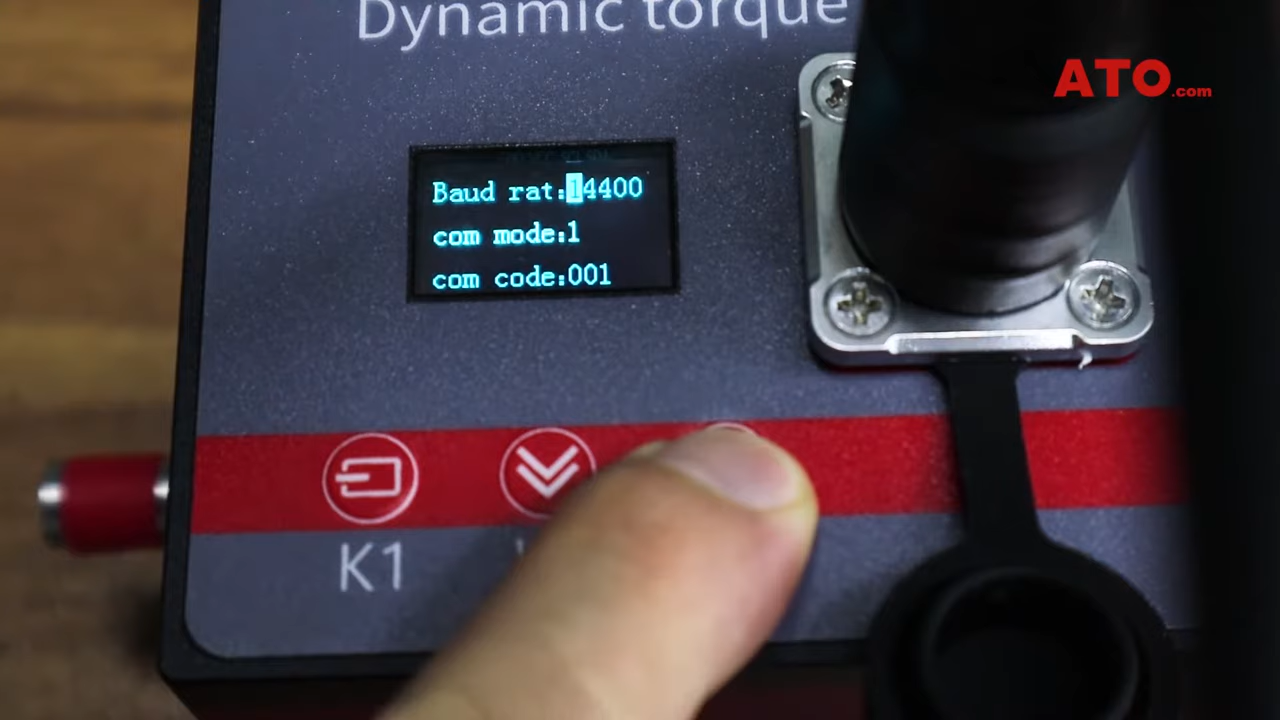 Dynamic torque
ATO.com
Baud rat:14400
com mode:1
com code:001
K1